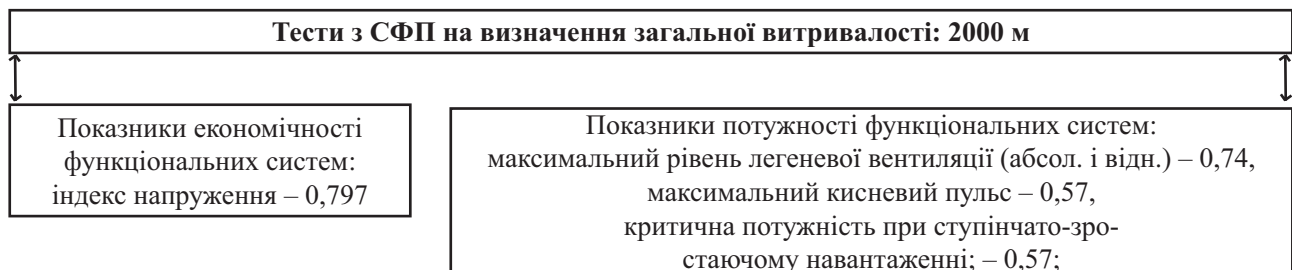 Тести з СФП на визначення загальної витривалості: 2000 м
Показники економічності
функціональних систем:
індекс напруження – 0,797
Показники потужності функціональних систем:
максимальний рівень легеневої вентиляції (абсол. і відн.) – 0,74,
максимальний кисневий пульс – 0,57,
критична потужність при ступінчато-зро-
стаючому навантаженні; – 0,57;